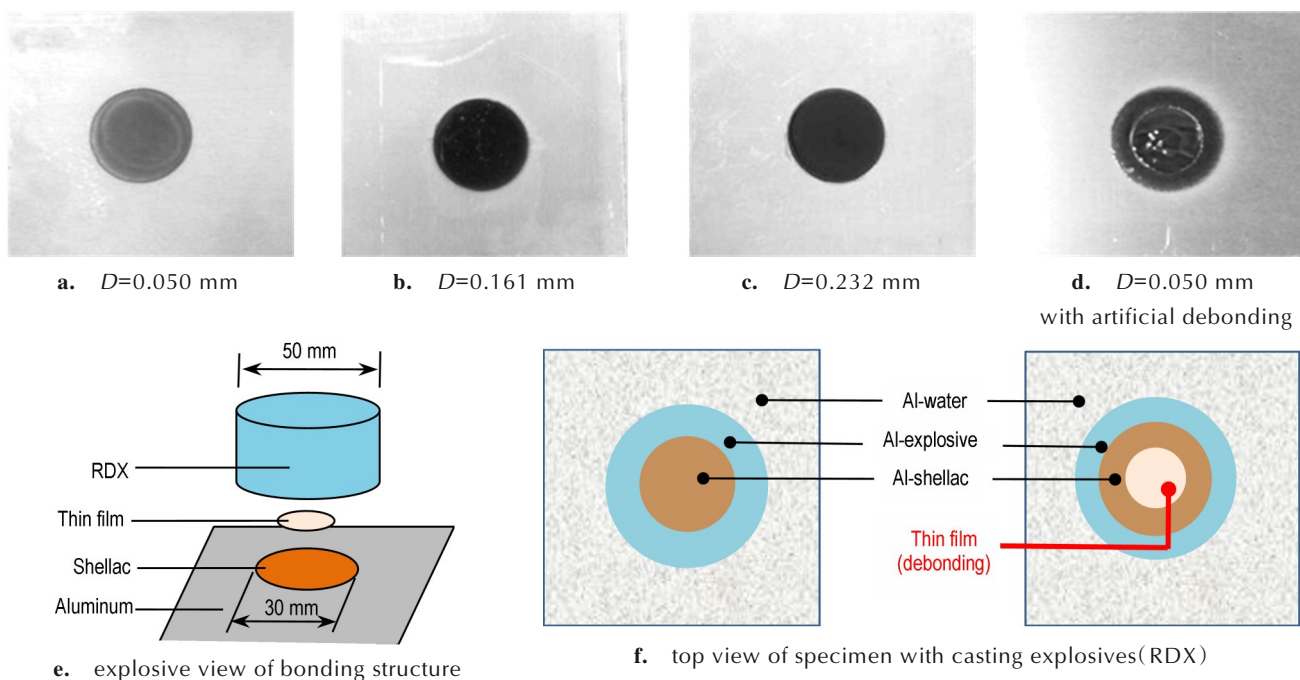 a. D=0.050 mm
b. D=0.161 mm
c. D=0.232 mm
d. D=0.050 mm
with artificial debonding
50 mm
RDX
Thin film
Shellac
Aluminum
30 mm
e. explosive view of bonding structure
Al-water
Al-explosive
Al-shellac
Thin film
(debonding)
f. top view of specimen with casting explosives(RDX)